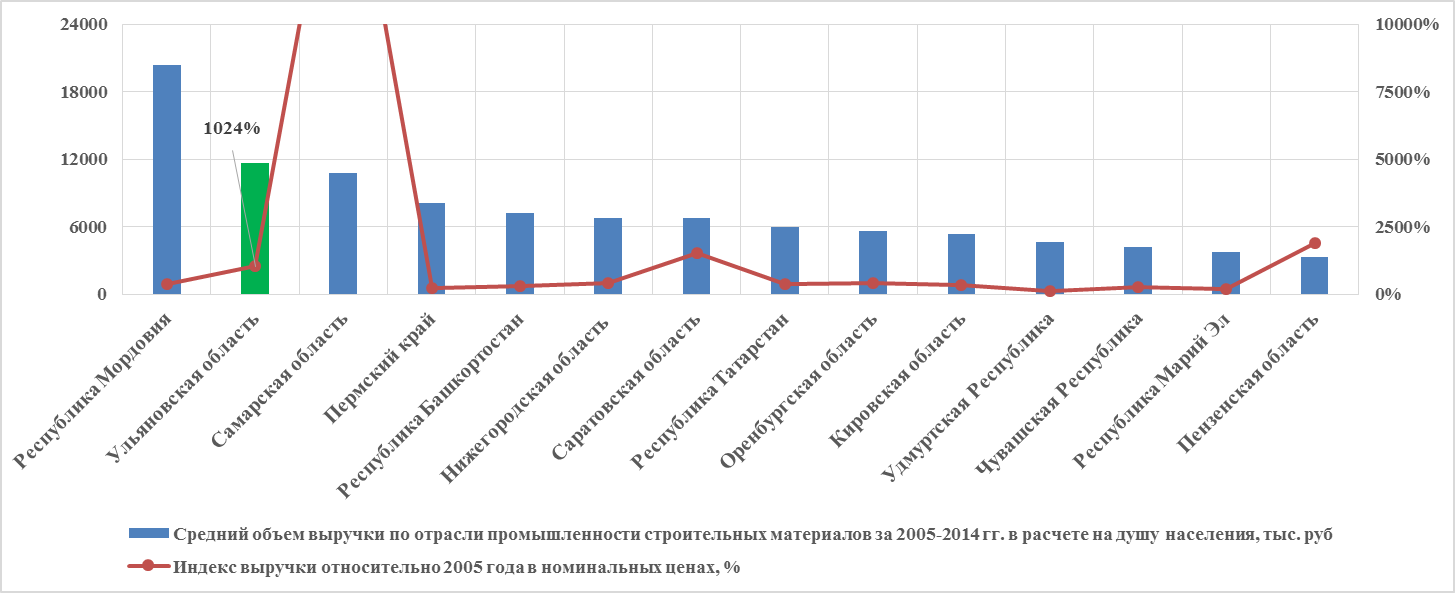 24000
18000
12000
6000
0
10000%
7500%
5000%
2500%
0%
1024%
Республика Мордовия
Ульяновская область
Самарская область
Пермский край
Республика Башкортостан
Нижегородская область
Саратовская область
Республика Татарстан
Оренбургская область
Кировская область
Удмуртская Республика
Чувашская Республика
Республика Марий Эл
Пензенская область
Средний объем выручки по отрасли промышленности строительных материалов за 2005-2014 гг. в расчете на душу населения, тыс. руб
Индекс выручки относительно 2005 года в номинальных ценах, %